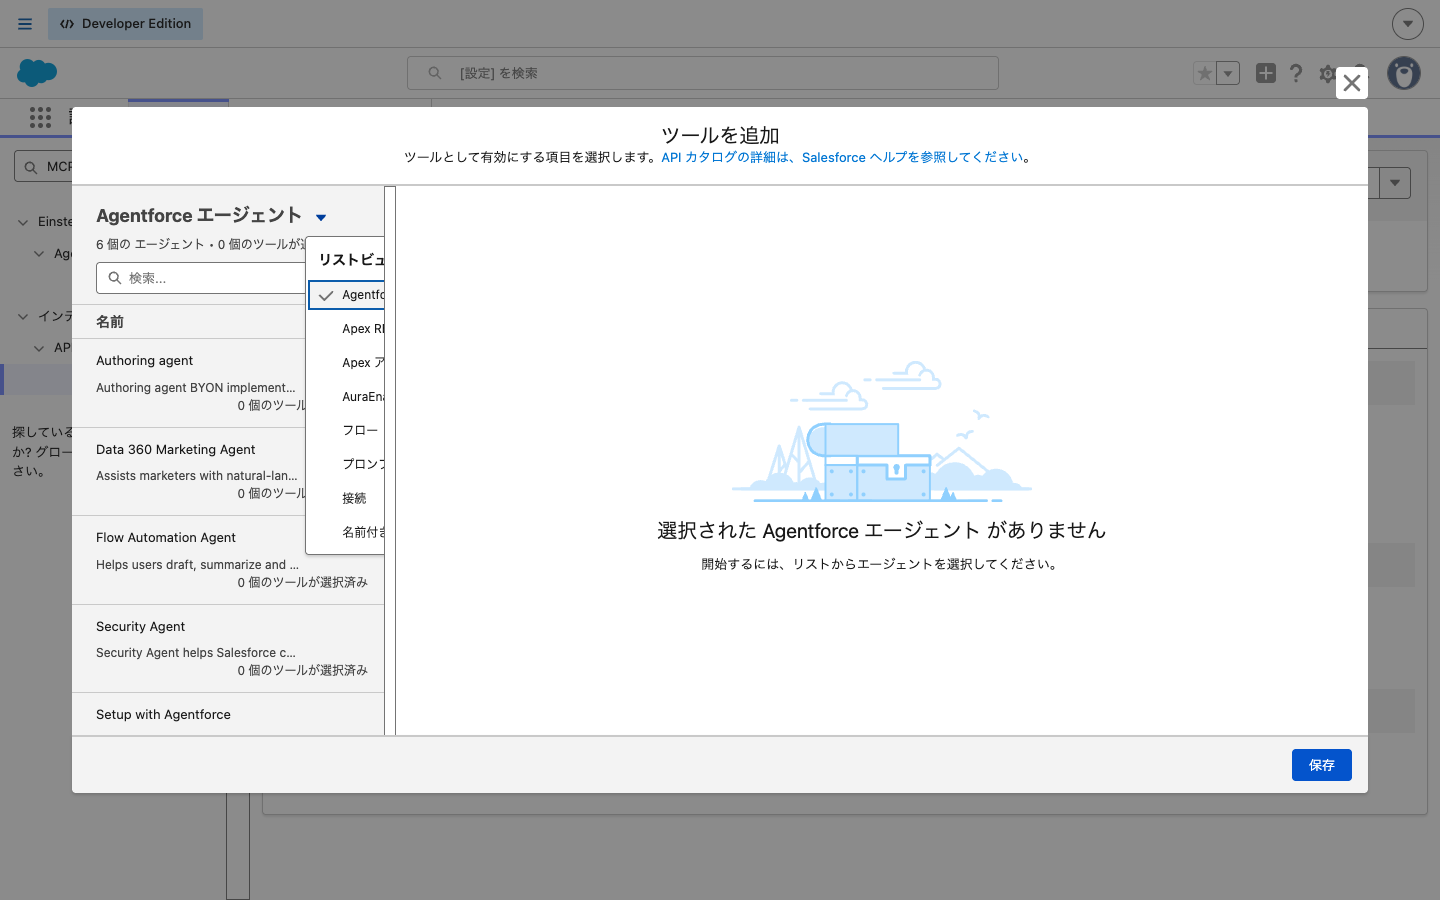 Developer Edition
[設定] を検索
ツールを追加
ツールとして有効にする項目を選択します。API カタログの詳細は、Salesforce ヘルプを参照してください。
MCP
Einste
Age
インテ
API
探している
か? グロー
さい。
Agentforce エージェント
6 個の エージェント • 0 個のツールが
検索...
名前
Authoring agent
Authoring agent BYON implement...
0 個のツール
Data 360 Marketing Agent
Assists marketers with natural-lan...
0 個のツール
Flow Automation Agent
Helps users draft, summarize and ...
0 個のツールが選択済み
Security Agent
Security Agent helps Salesforce c...
0 個のツールが選択済み
Setup with Agentforce
リストビュ
Agentfo
Apex RE
Apex ア
AuraEna
フロー
プロンプ
接続
名前付き
選択された Agentforce エージェント がありません
開始するには、リストからエージェントを選択してください。
保存